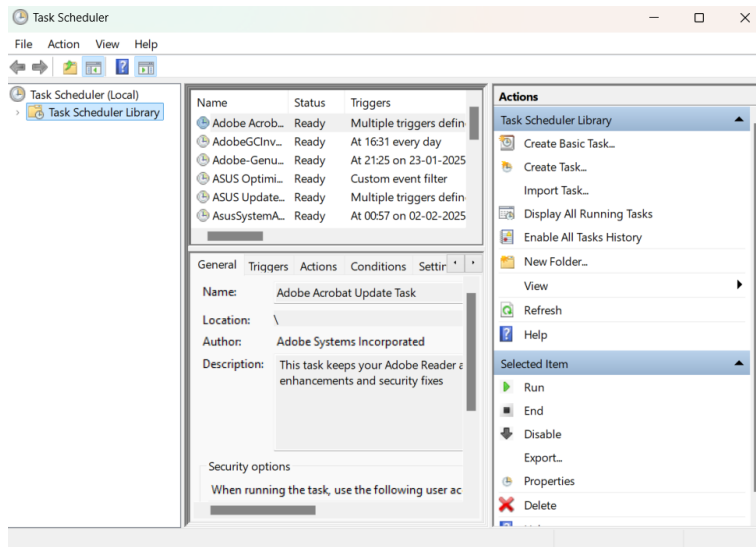 Task Scheduler
File Action View Help
Task Scheduler (Local)
Task Scheduler Library
Name Status Triggers
Adobe Acrob... Ready Multiple triggers defin
AdobeGCInv... Ready At 16:31 every day
Adobe-Genu... Ready At 21:25 on 23-01-2025
ASUS Optimi... Ready Custom event filter
ASUS Update... Ready Multiple triggers defin
AsusSystemA... Ready At 00:57 on 02-02-2025
General Triggers Actions Conditions Settin
Name: Adobe Acrobat Update Task
Location: \
Author: Adobe Systems Incorporated
Description: This task keeps your Adobe Reader a
enhancements and security fixes
Security options
When running the task, use the following user ac
Actions
Task Scheduler Library
Create Basic Task...
Create Task...
Import Task...
Display All Running Tasks
Enable All Tasks History
New Folder...
View
Refresh
Help
Selected Item
Run
End
Disable
Export...
Properties
Delete